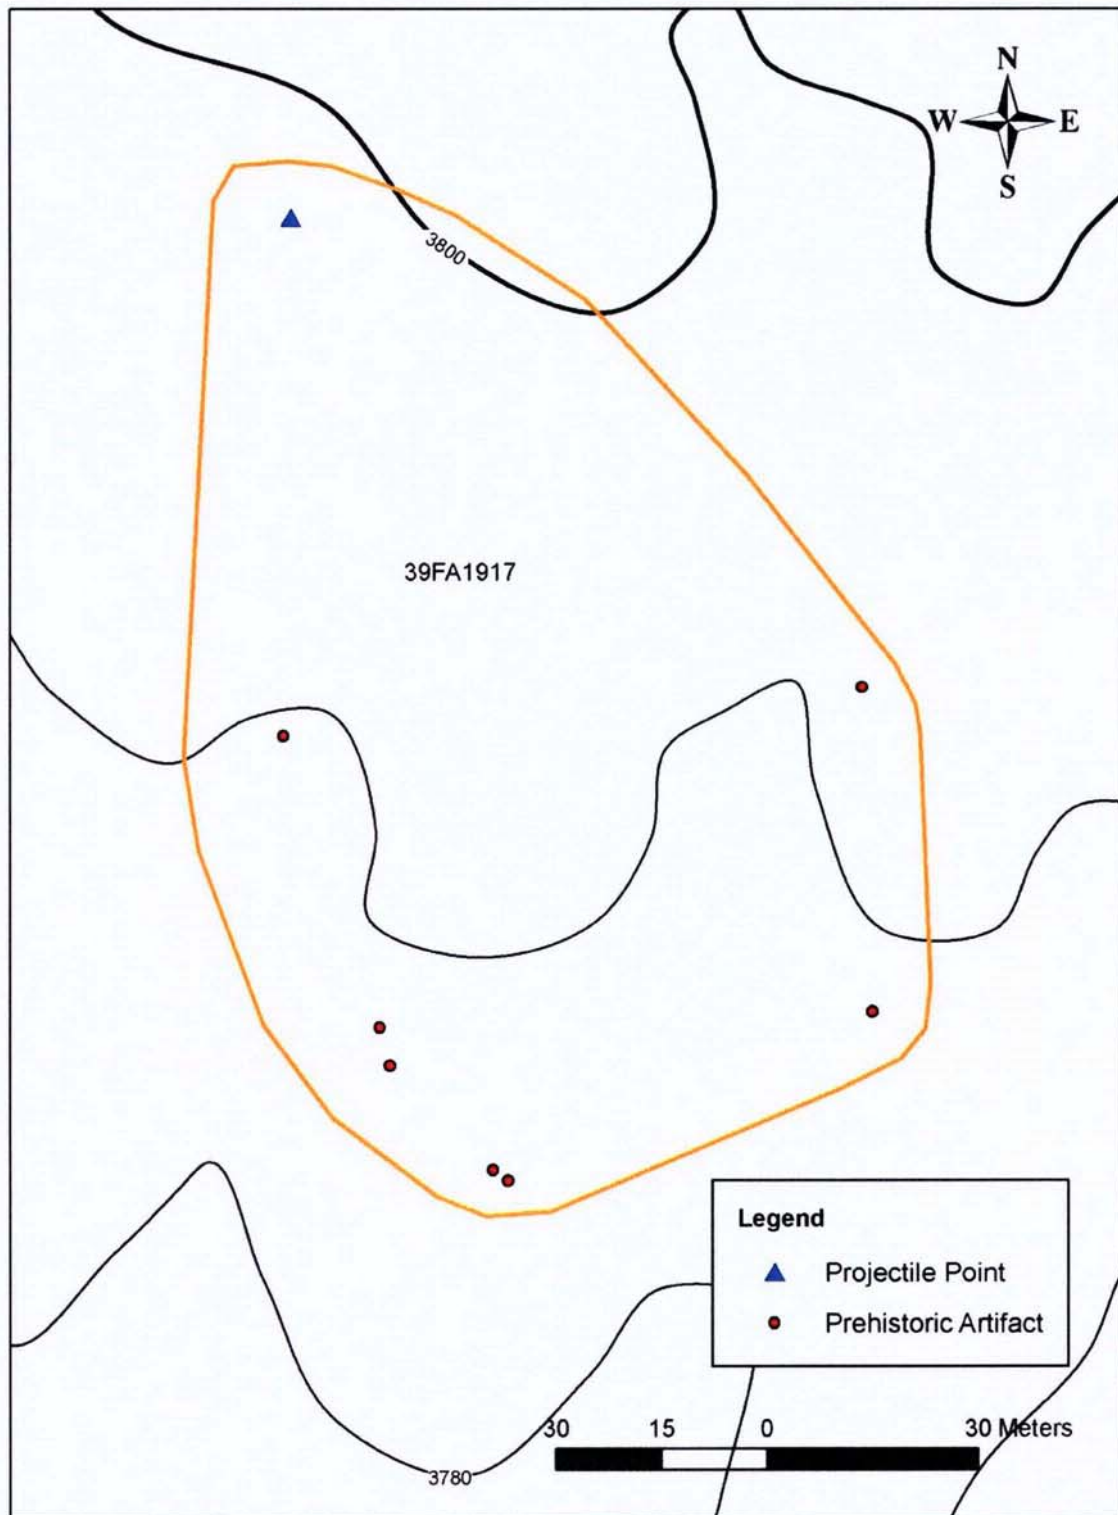 N
W E
S
3800
39FA1917
Legend
Projectile Point
Prehistoric Artifact
30 15 0 30 Meters
3780